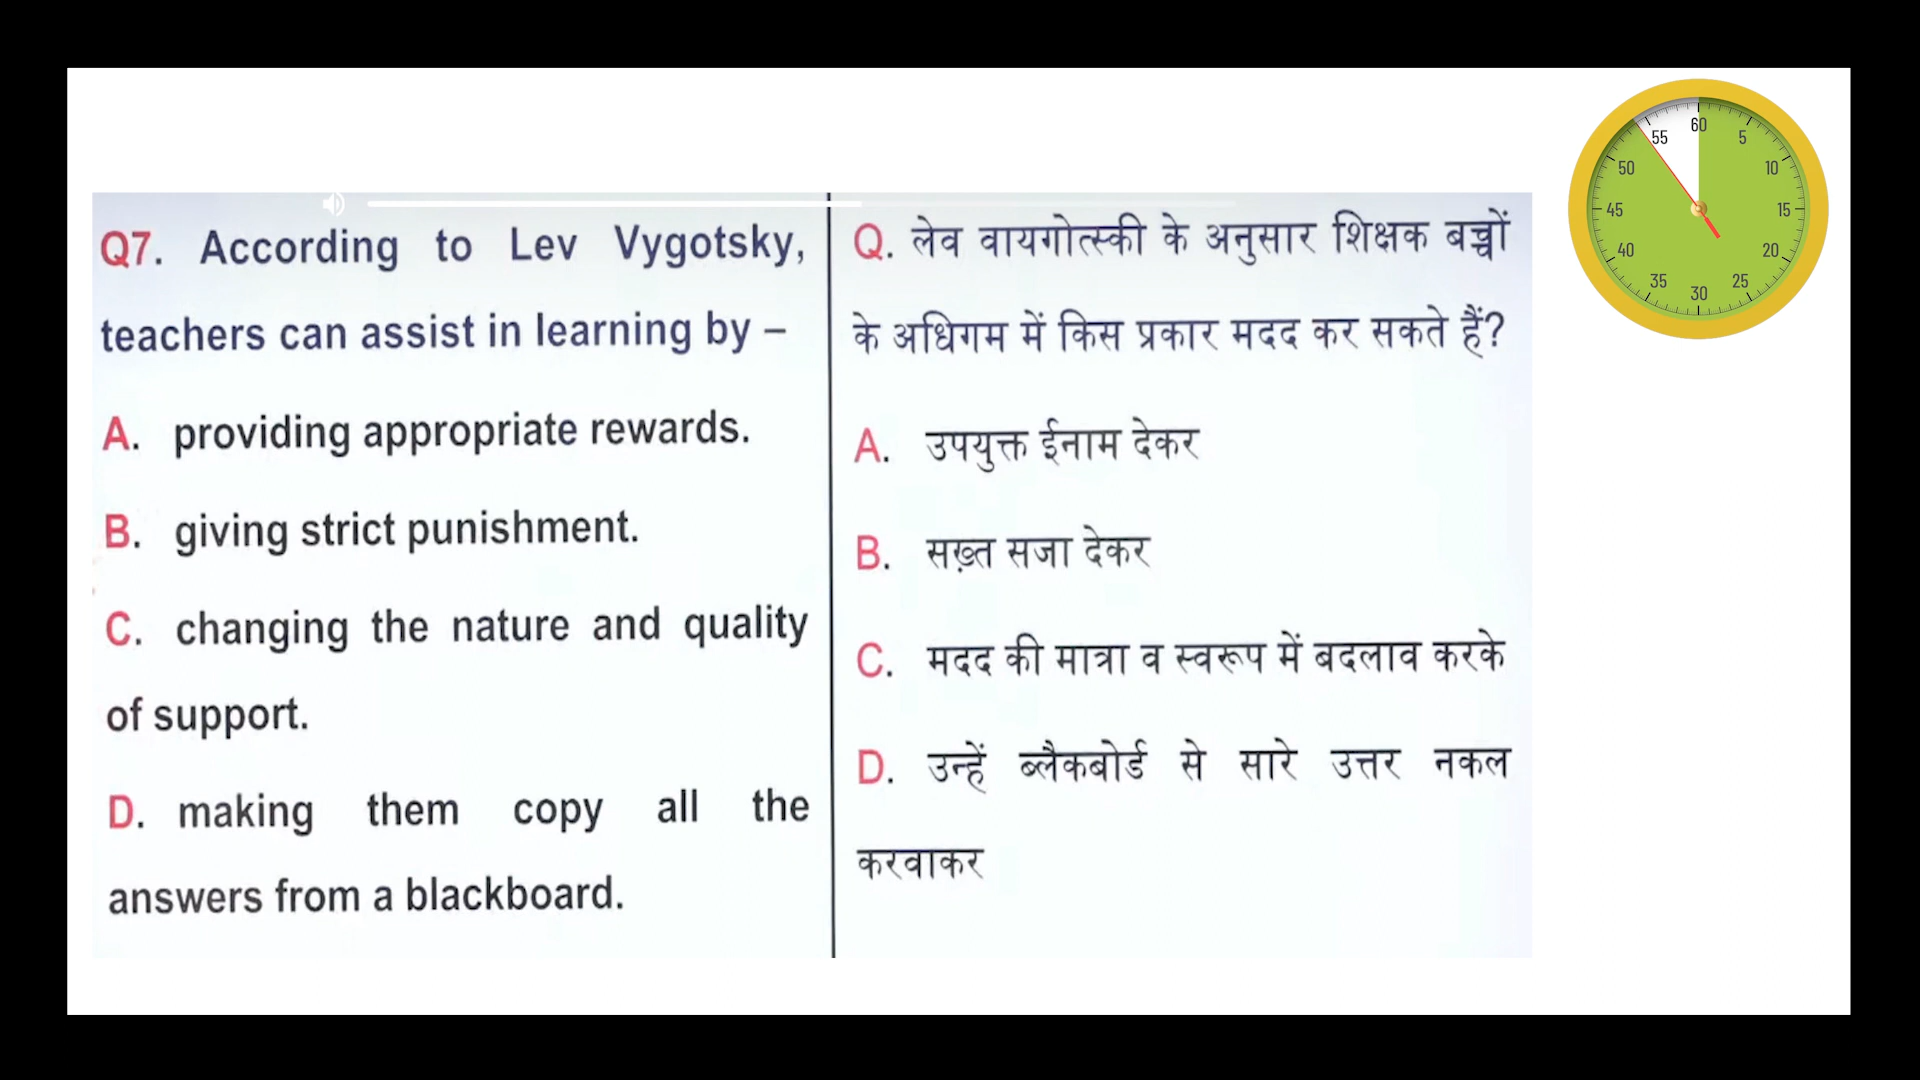 Q7. According to Lev Vygotsky,
teachers can assist in learning by –
A. providing appropriate rewards.
B. giving strict punishment.
C. changing the nature and quality
of support.
D. making them copy all the
answers from a blackboard.
Q. लेव वायगोत्स्की के अनुसार शिक्षक बच्चों
के अधिगम में किस प्रकार मदद कर सकते हैं?
A. उपयुक्त ईनाम देकर
B. सख़्त सजा देकर
C. मदद की मात्रा व स्वरूप में बदलाव करके
D. उन्हें ब्लैकबोर्ड से सारे उत्तर नकल
करवाकर
60
5
10
15
20
25
30
35
40
45
50
55